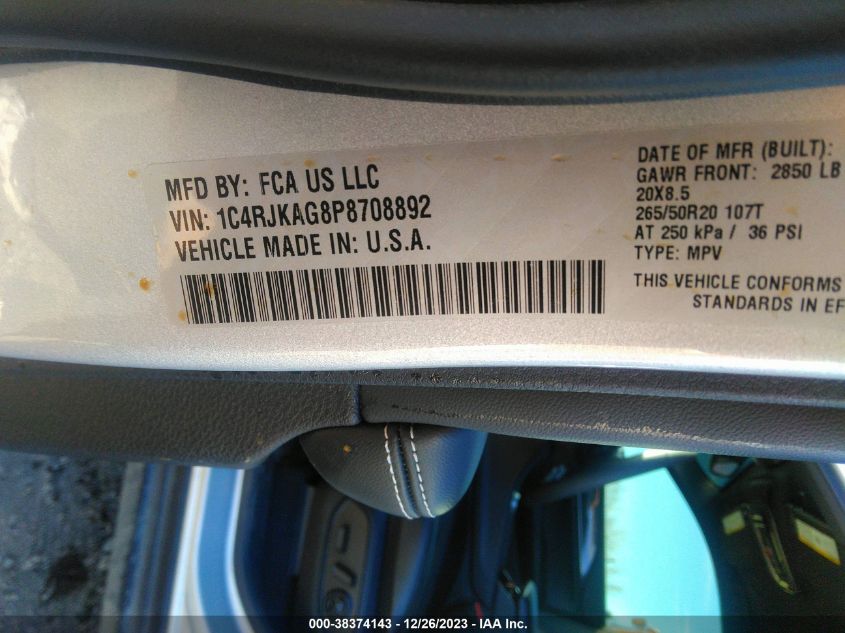 MFD BY: FCA US LLC
VIN: 1C4RJKAG8P8708892
VEHICLE MADE IN: U.S.A.
DATE OF MFR (BUILT):
GAWR FRONT: 2850 LB
20X8.5
265/50R20 107T
AT 250 kPa / 36 PSI
TYPE: MPV
THIS VEHICLE CONFORMS
STANDARDS IN EF
000-38374143 - 12/26/2023 - IAA Inc.